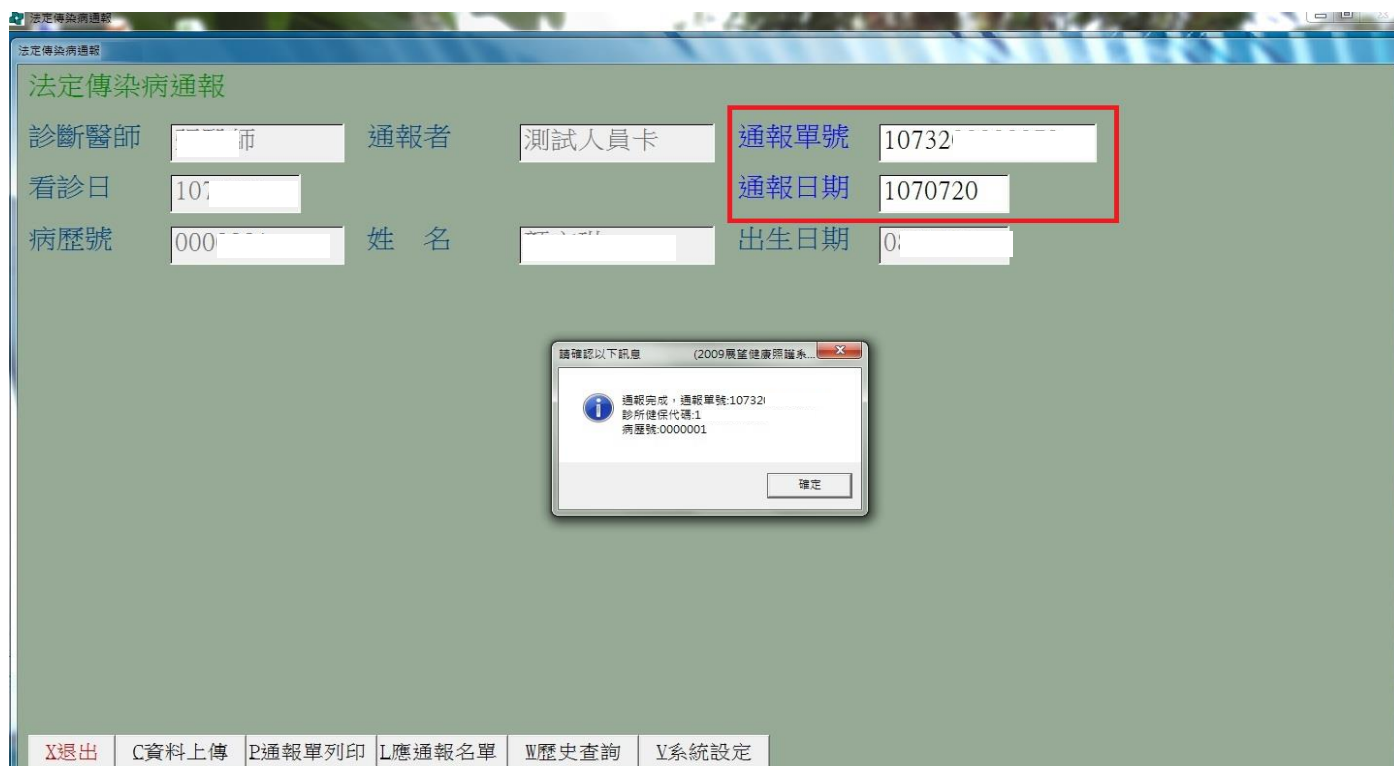 法定傳染病通報
法定傳染病通報
法定傳染病通報
診斷醫師 師 通報者 測試人員卡 通報單號 10732
看診日 107 通報日期 1070720
病歷號 000 姓 名 出生日期 0
請確認以下訊息 (2009展望健康照護系...
通報完成，通報單號:10732
診所健保代碼:1
病歷號:0000001
確定
X退出 C資料上傳 P通報單列印 L應通報名單 W歷史查詢 V系統設定